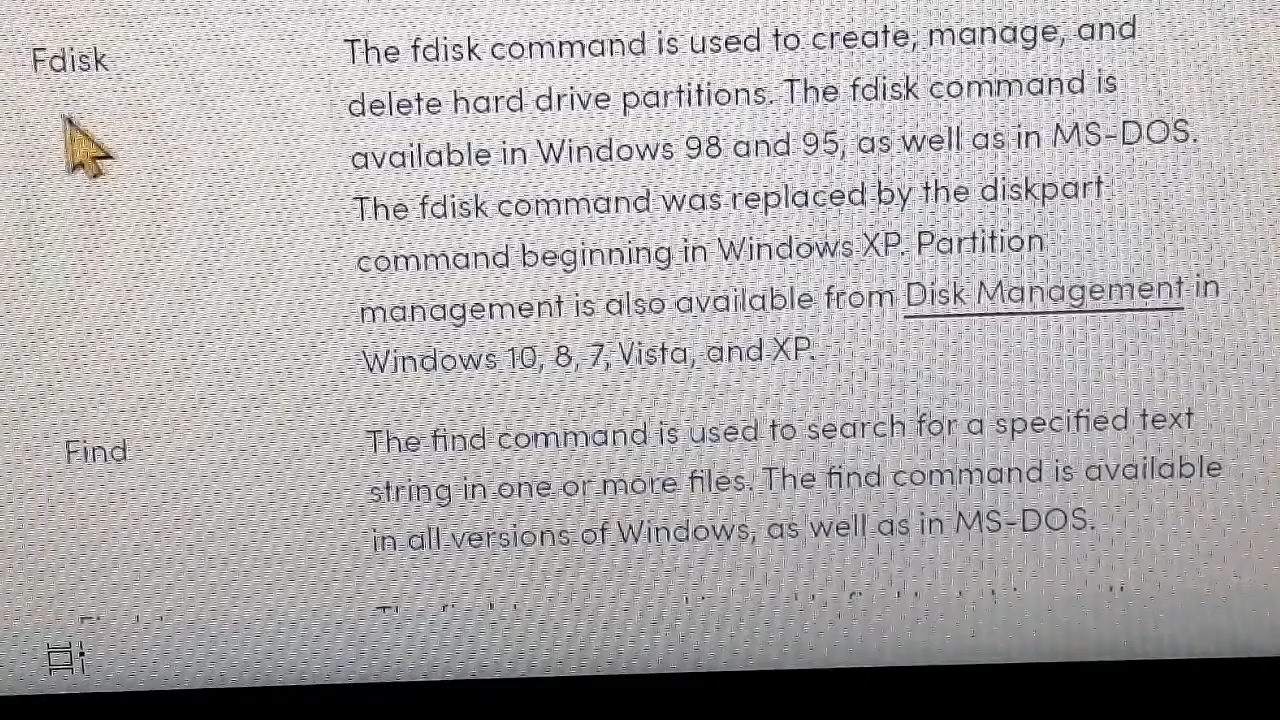 Fdisk
The fdisk command is used to create, manage, and
delete hard drive partitions. The fdisk command is
available in Windows 98 and 95, as well as in MS-DOS.
The fdisk command was replaced by the diskpart
command beginning in Windows XP. Partition
management is also available from Disk Management in
Windows 10, 8, 7, Vista, and XP.
Find
The find command is used to search for a specified text
string in one or more files. The find command is available
in all versions of Windows, as well as in MS-DOS.